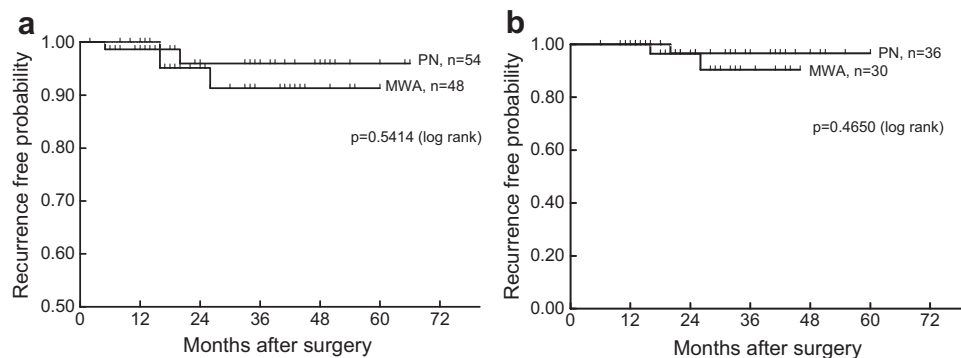 a
Recurrence free probability
1.00
0.90
0.80
0.70
0.60
0.50
PN, n=54
MWA, n=48
p=0.5414 (log rank)
0 12 24 36 48 60 72
Months after surgery
b
Recurrence free probability
1.00
0.80
0.60
0.40
0.20
0.00
PN, n=36
MWA, n=30
p=0.4650 (log rank)
0 12 24 36 48 60 72
Months after surgery